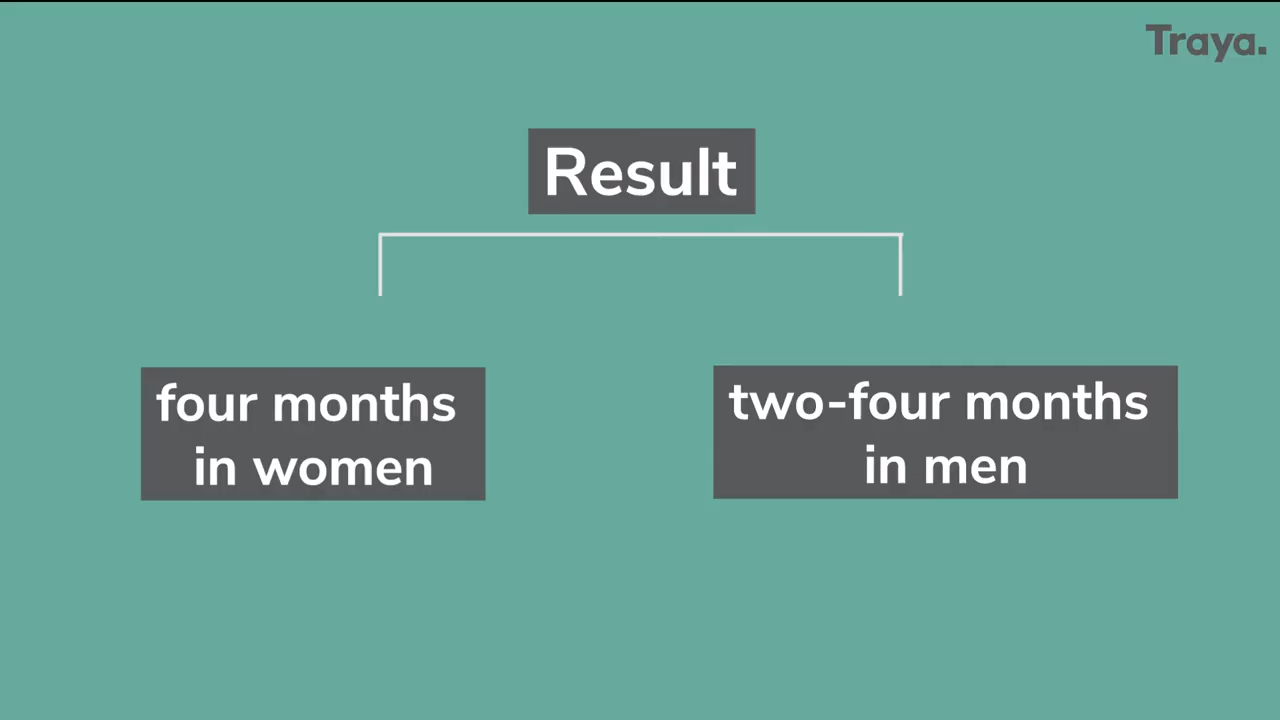 Traya.
Result
four months
in women
two-four months
in men